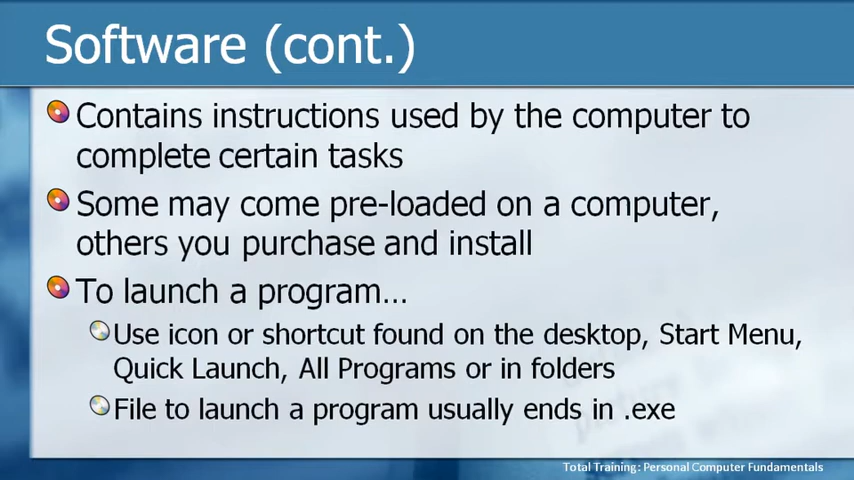 Software (cont.)
Contains instructions used by the computer to
complete certain tasks
Some may come pre-loaded on a computer,
others you purchase and install
To launch a program...
Use icon or shortcut found on the desktop, Start Menu,
Quick Launch, All Programs or in folders
File to launch a program usually ends in .exe
Total Training: Personal Computer Fundamentals